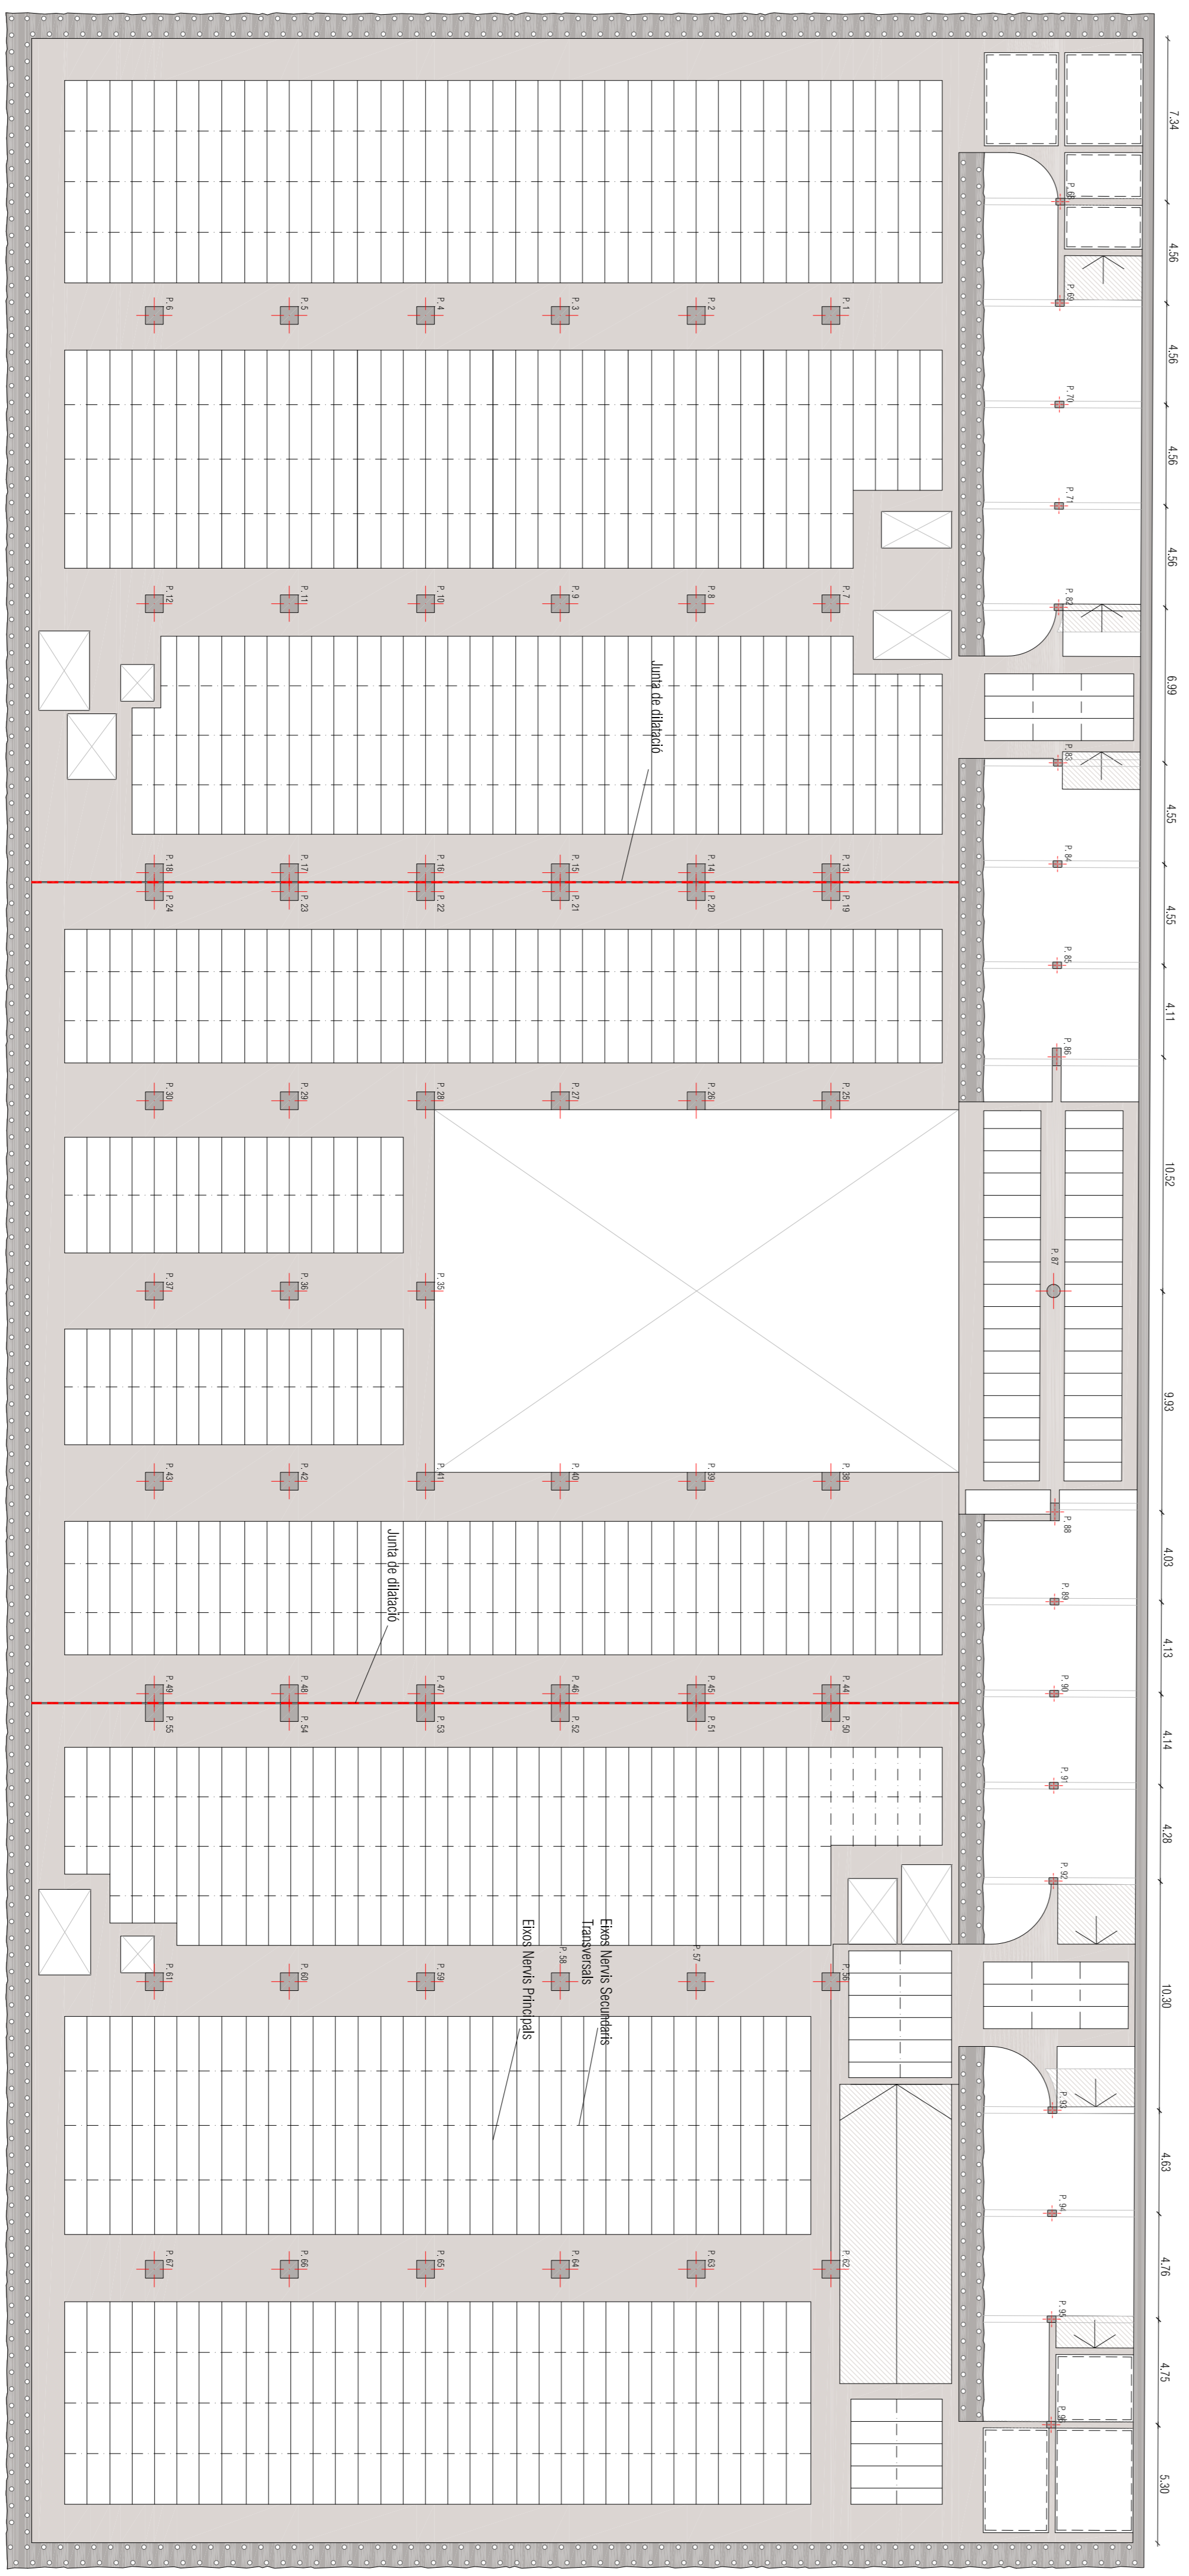 7.34
4.56
4.56
4.56
4.56
6.99
4.55
4.55
4.11
10.52
9.93
4.03
4.13
4.14
4.28
10.30
4.63
4.76
4.75
5.30
P. 68
P. 69
P. 70
P. 71
P. 82
P. 83
P. 84
P. 85
P. 86
P. 87
P. 88
P. 89
P. 90
P. 91
P. 92
P. 93
P. 94
P. 95
P. 96
P. 1
P. 7
P. 13
P. 19
P. 25
P. 38
P. 44
P. 50
P. 56
P. 62
P. 2
P. 8
P. 14
P. 20
P. 26
P. 39
P. 45
P. 51
P. 57
P. 63
Junta de dilatació
Eixos Nervis Secundaris
Transversals
P. 3
P. 9
P. 15
P. 21
P. 27
P. 40
P. 46
P. 52
P. 58
P. 64
Eixos Nervis Principals
P. 4
P. 10
P. 16
P. 22
P. 28
P. 35
P. 41
P. 47
P. 53
P. 59
P. 65
Junta de dilatació
P. 5
P. 11
P. 17
P. 23
P. 29
P. 36
P. 42
P. 48
P. 54
P. 60
P. 66
P. 6
P. 12
P. 18
P. 24
P. 30
P. 37
P. 43
P. 49
P. 55
P. 61
P. 67